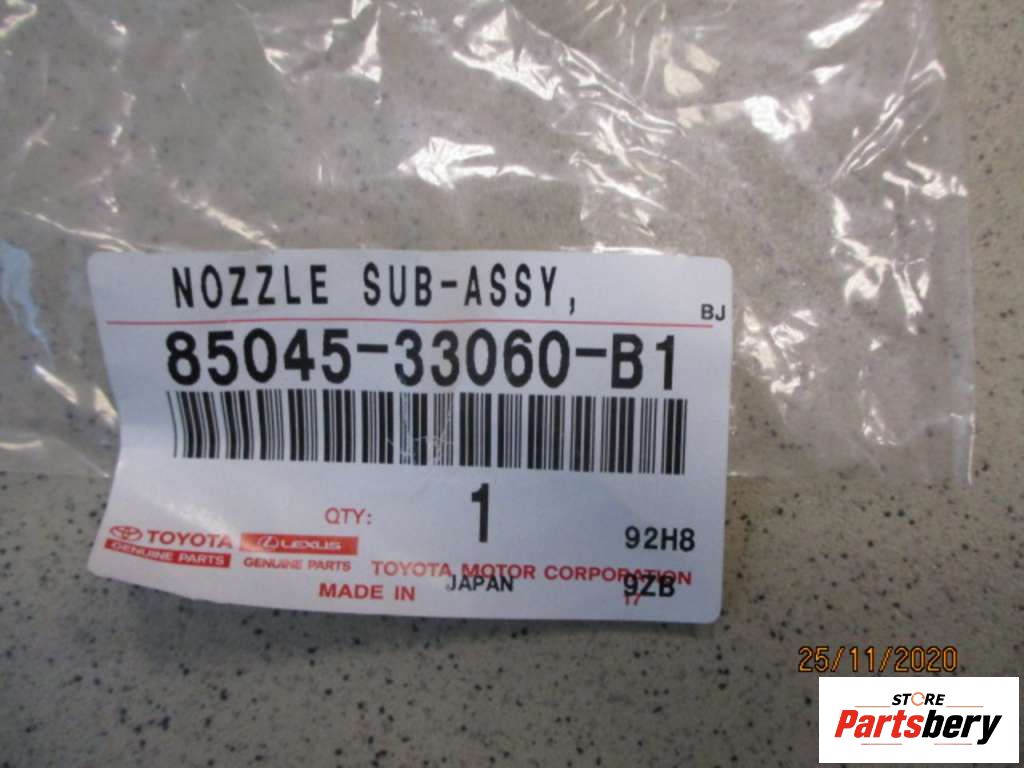 NOZZLE SUB-ASSY,
BJ
85045-33060-B1
QTY: 1
92H8
TOYOTA LEXUS
GENUINE PARTS GENUINE PARTS
TOYOTA MOTOR CORPORATION
MADE IN JAPAN
9ZB
17
25/11/2020
STORE
Partsbery